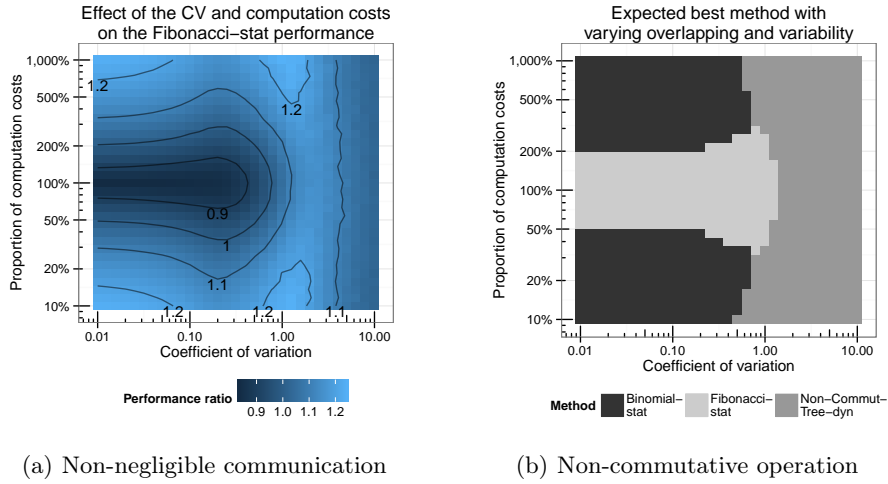 Effect of the CV and computation costs
on the Fibonacci−stat performance
Proportion of computation costs
1,000%
500%
200%
100%
50%
20%
10%
1.2
1.2
0.9
1
1.1
1.2
1.2
1.1
0.01 0.10 1.00 10.00
Coefficient of variation
Performance ratio
0.9 1.0 1.1 1.2
(a) Non-negligible communication
Expected best method with
varying overlapping and variability
Proportion of computation costs
1,000%
500%
200%
100%
50%
20%
10%
0.01 0.10 1.00 10.00
Coefficient of variation
Method Binomial− Fibonacci− Non−Commut−
stat stat Tree−dyn
(b) Non-commutative operation